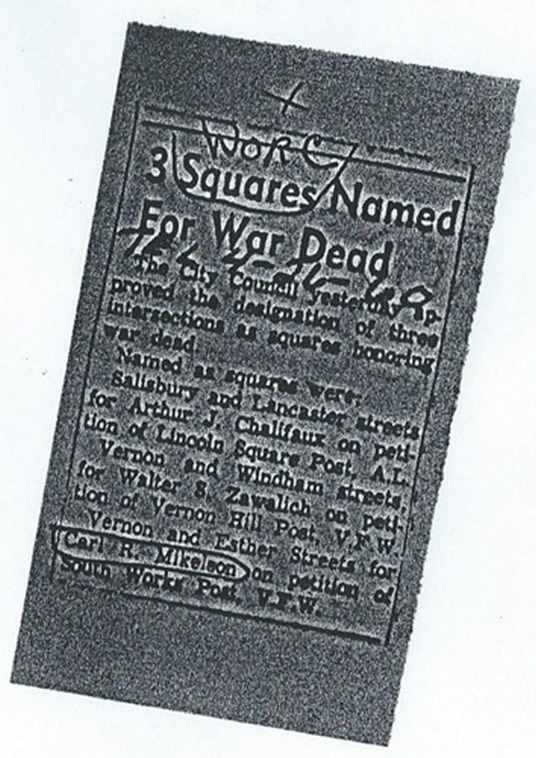 WORC
3 Squares Named
For War Dead
The City Council yesterday ap-
proved the designation of three
intersections as squares honoring
war dead.
Named as squares were:
Salisbury and Lancaster streets
for Arthur J. Chalifaux on peti-
tion of Lincoln Square Post, A.L.
Vernon and Windham streets,
for Walter S. Zawalich on peti-
tion of Vernon Hill Post, V.F.W.
Vernon and Esther Streets for
Carl R. Mikelson on petition of
South Works Post, V.F.W.